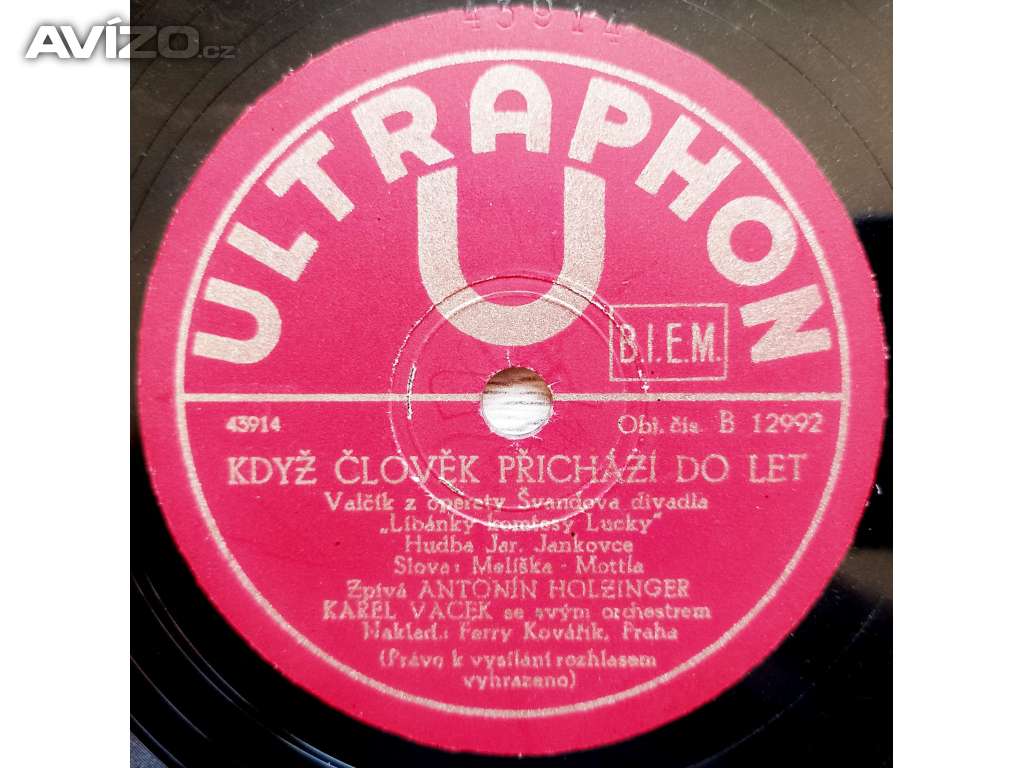 43914
AVÍZO.cz
ULTRAPHON
U
B.I.E.M.
43914 Obj. čís. B 12992
KDYŽ ČLOVĚK PŘICHÁZÍ DO LET
Valčík z operety Švandova divadla
„Líbánky komtesy Lucky"
Hudba Jar. Jankovce
Slova: Melíška - Mottla
Zpívá ANTONÍN HOLZINGER
KAREL VACEK se svým orchestrem
Naklad.: Ferry Kovářík, Praha
(Právo k vysílání rozhlasem
vyhrazeno)